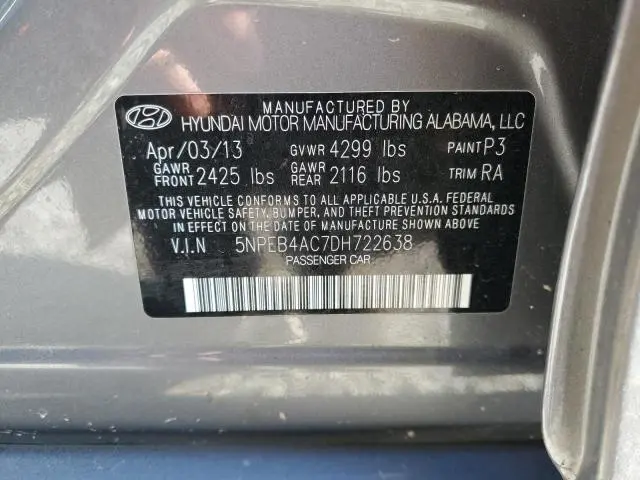 MANUFACTURED BY
HYUNDAI MOTOR MANUFACTURING ALABAMA, LLC
Apr/03/13 GVWR 4299 lbs PAINT P3
GAWR FRONT 2425 lbs GAWR REAR 2116 lbs TRIM RA
THIS VEHICLE CONFORMS TO ALL APPLICABLE U.S.A. FEDERAL
MOTOR VEHICLE SAFETY, BUMPER, AND THEFT PREVENTION STANDARDS
IN EFFECT ON THE DATE OF MANUFACTURE SHOWN ABOVE
V.I.N 5NPEB4AC7DH722638
PASSENGER CAR